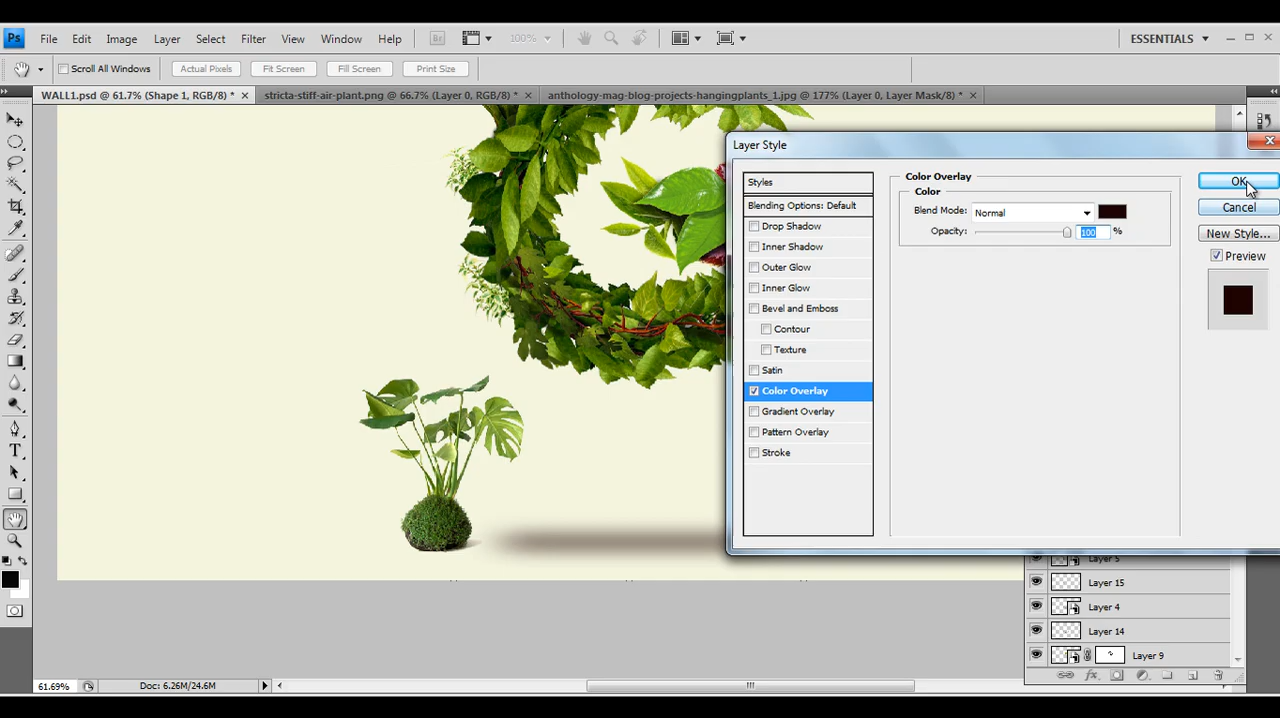 Ps File Edit Image Layer Select Filter View Window Help Br 100% ESSENTIALS
Scroll All Windows Actual Pixels Fit Screen Fill Screen Print Size
WALL1.psd @ 61.7% (Shape 1, RGB/8) * × stricta-stiff-air-plant.png @ 66.7% (Layer 0, RGB/8) * × anthology-mag-blog-projects-hangingplants_1.jpg @ 177% (Layer 0, Layer Mask/8) * ×
Layer Style
Styles
Blending Options: Default
Drop Shadow
Inner Shadow
Outer Glow
Inner Glow
Bevel and Emboss
Contour
Texture
Satin
Color Overlay
Gradient Overlay
Pattern Overlay
Stroke
Color Overlay
Color
Blend Mode: Normal
Opacity: 100 %
OK
Cancel
New Style...
Preview
Layer 5
Layer 15
Layer 4
Layer 14
Layer 9
T
61.69% Doc: 6.26M/24.6M